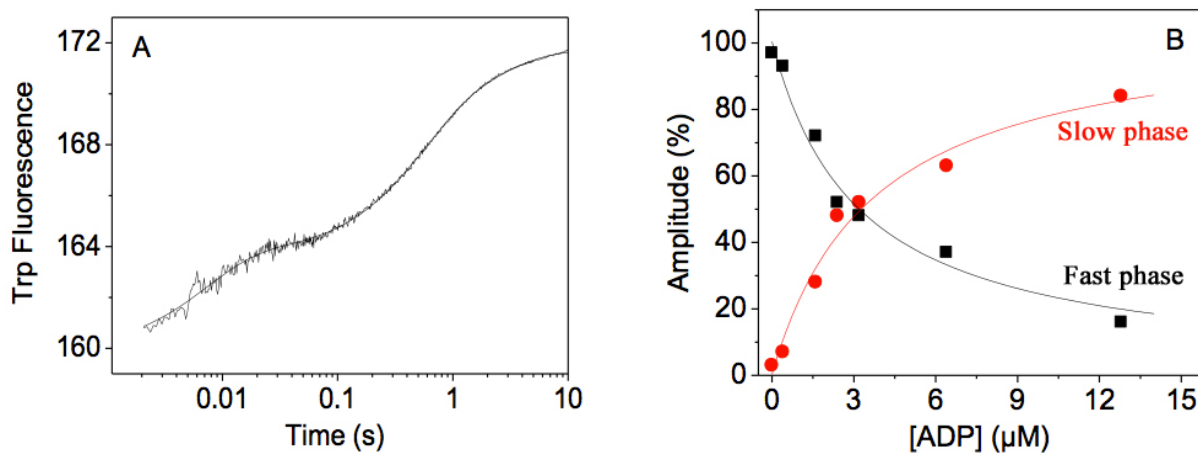 A
172
168
164
160
Trp Fluorescence
0.01
0.1
1
10
Time (s)
B
100
80
60
40
20
0
Amplitude (%)
Slow phase
Fast phase
0
3
6
9
12
15
[ADP] (µM)